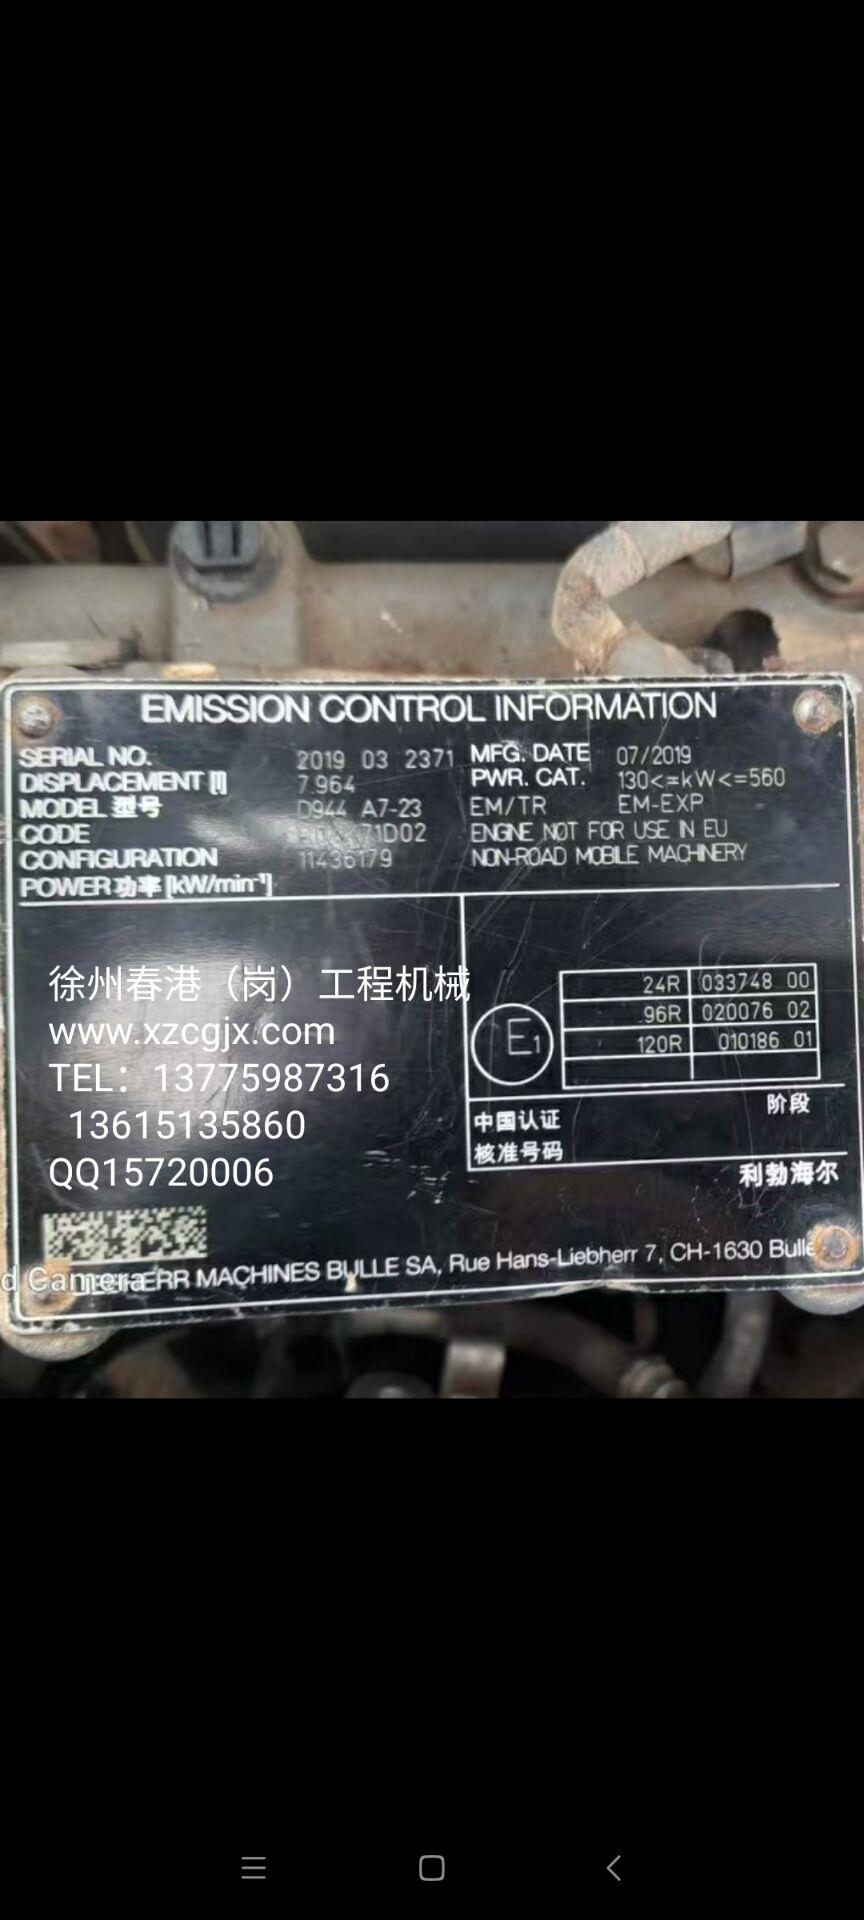 EMISSION CONTROL INFORMATION
SERIAL NO. 2019 03 2371 MFG. DATE 07/2019
DISPLACEMENT [l] 7.964 PWR. CAT. 130<=kW<=560
MODEL 型号 D944 A7-23 EM/TR EM-EXP
CODE ENGINE NOT FOR USE IN EU
CONFIGURATION 11436179 NON-ROAD MOBILE MACHINERY
POWER 功率 [kW/min⁻¹]
徐州春港（岗）工程机械
www.xzcgjx.com
TEL：13775987316
13615135860
QQ15720006
E1
24R 033748 00
96R 020076 02
120R 010186 01
中国认证 阶段
核准号码
利勃海尔
d Camera
MACHINES BULLE SA, Rue Hans-Liebherr 7, CH-1630 Bulle